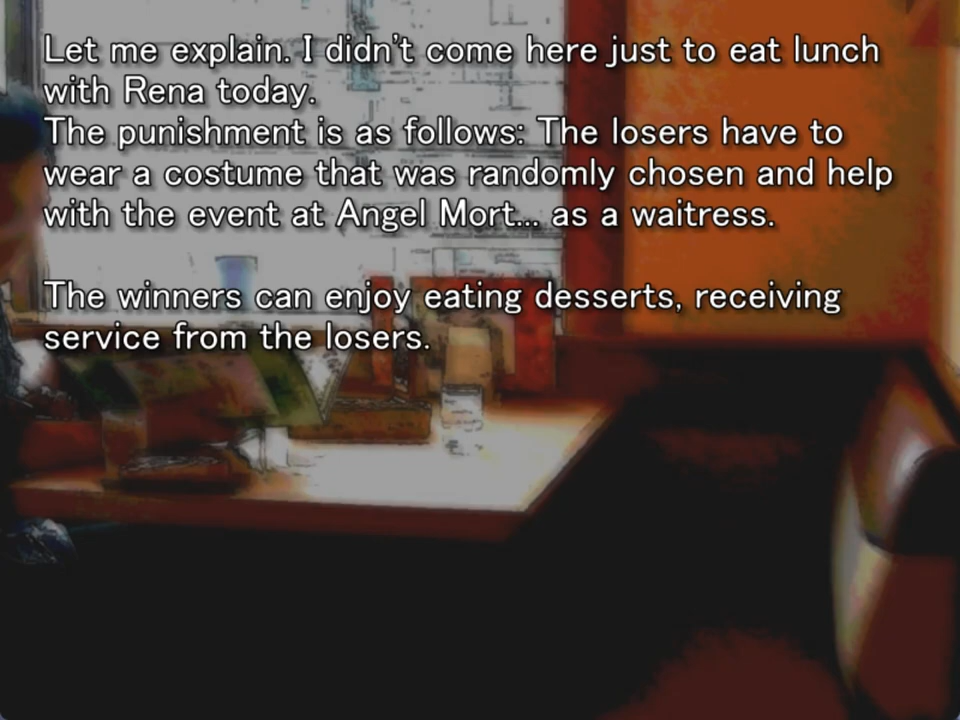 Let me explain. I didn't come here just to eat lunch
with Rena today.
The punishment is as follows: The losers have to
wear a costume that was randomly chosen and help
with the event at Angel Mort... as a waitress.
The winners can enjoy eating desserts, receiving
service from the losers.